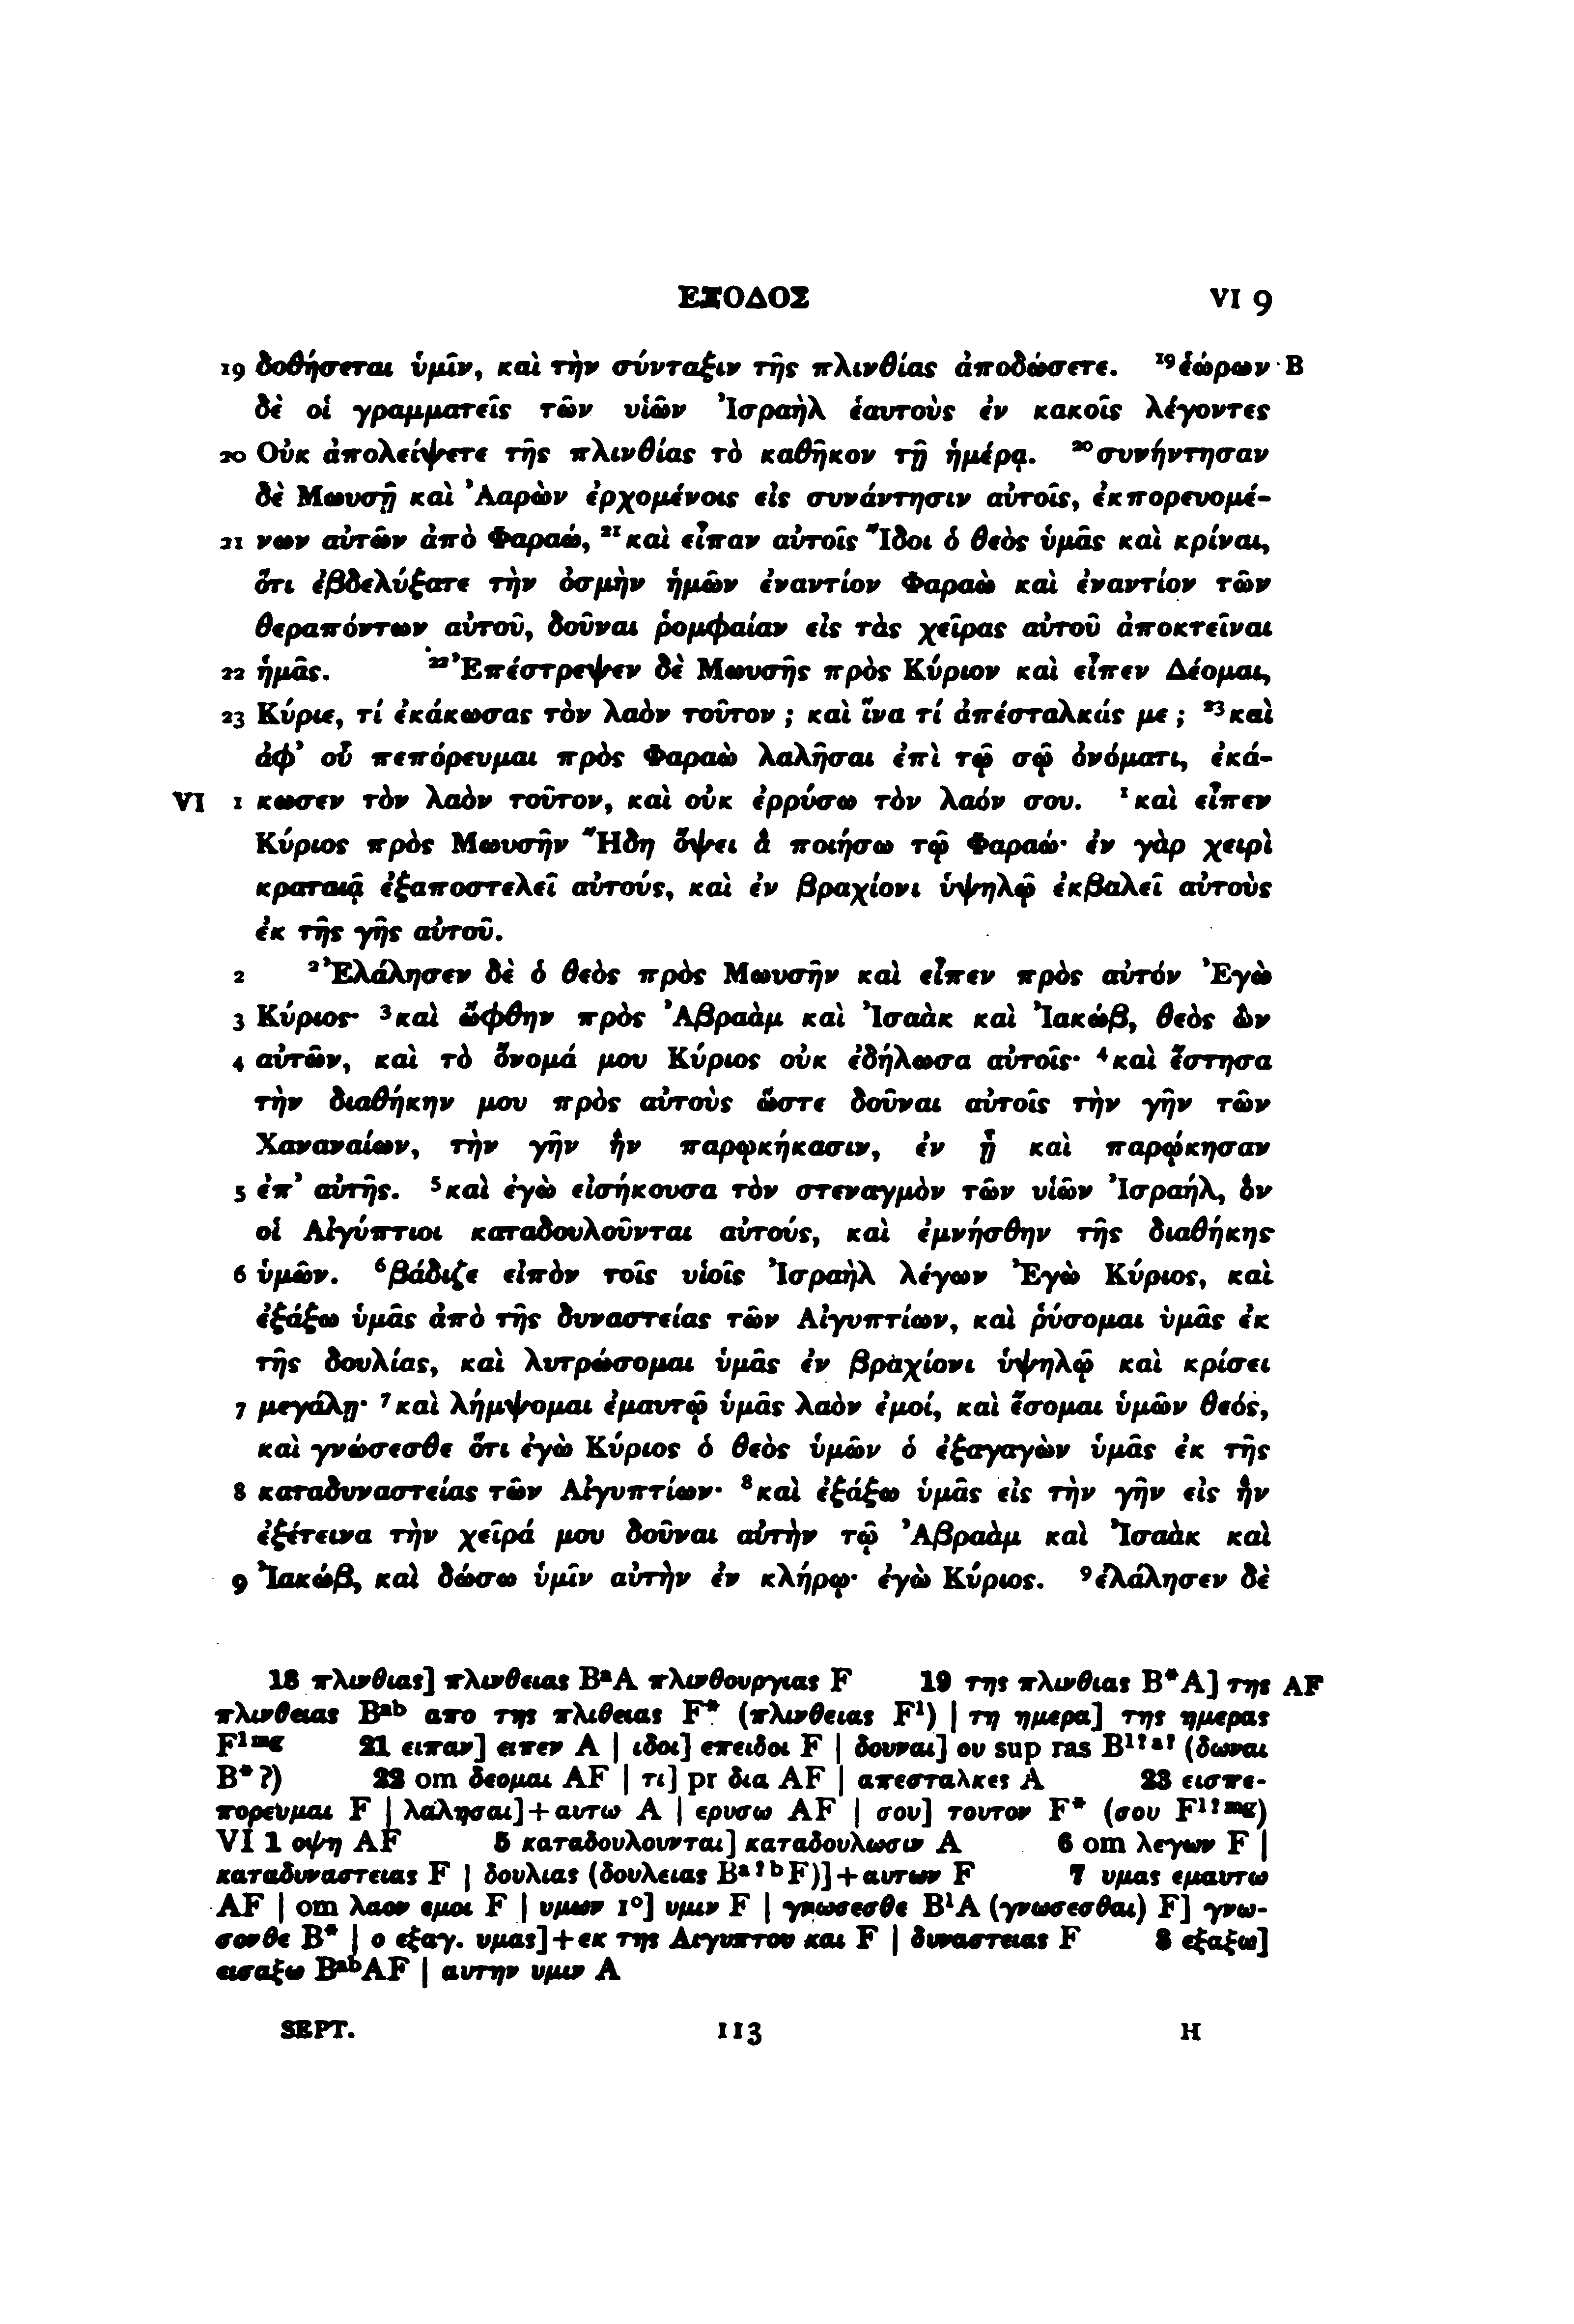 ΕΞΟΔΟΣ VI 9
19 δοθήσεται ὑμῖν, καὶ τὴν σύνταξιν τῆς πλινθίας ἀποδώσετε. ¹⁹ἑώρων B
δὲ οἱ γραμματεῖς τῶν υἱῶν Ἰσραὴλ ἑαυτοὺς ἐν κακοῖς λέγοντες
20 Οὐκ ἀπολείψετε τῆς πλινθίας τὸ καθῆκον τῇ ἡμέρᾳ. ²⁰συνήντησαν
δὲ Μωυσῇ καὶ Ἀαρὼν ἐρχομένοις εἰς συνάντησιν αὐτοῖς, ἐκπορευομέ-
21 νων αὐτῶν ἀπὸ Φαραώ, ²¹καὶ εἶπαν αὐτοῖς Ἴδοι ὁ θεὸς ὑμᾶς καὶ κρίναι,
ὅτι ἐβδελύξατε τὴν ὀσμὴν ἡμῶν ἐναντίον Φαραὼ καὶ ἐναντίον τῶν
θεραπόντων αὐτοῦ, δοῦναι ῥομφαίαν εἰς τὰς χεῖρας αὐτοῦ ἀποκτεῖναι
22 ἡμᾶς. ²²Ἐπέστρεψεν δὲ Μωυσῆς πρὸς Κύριον καὶ εἶπεν Δέομαι,
23 Κύριε, τί ἐκάκωσας τὸν λαὸν τοῦτον ; καὶ ἵνα τί ἀπέσταλκάς με ; ²³καὶ
ἀφ᾽ οὗ πεπόρευμαι πρὸς Φαραὼ λαλῆσαι ἐπὶ τῷ σῷ ὀνόματι, ἐκά-
VI 1 κωσεν τὸν λαὸν τοῦτον, καὶ οὐκ ἐρρύσω τὸν λαόν σου. ¹καὶ εἶπεν
Κύριος πρὸς Μωυσῆν Ἤδη ὄψει ἃ ποιήσω τῷ Φαραώ· ἐν γὰρ χειρὶ
κραταιᾷ ἐξαποστελεῖ αὐτούς, καὶ ἐν βραχίονι ὑψηλῷ ἐκβαλεῖ αὐτοὺς
ἐκ τῆς γῆς αὐτοῦ.
2 ²Ἐλάλησεν δὲ ὁ θεὸς πρὸς Μωυσῆν καὶ εἶπεν πρὸς αὐτόν Ἐγὼ
3 Κύριος· ³καὶ ὤφθην πρὸς Ἀβραὰμ καὶ Ἰσαὰκ καὶ Ἰακώβ, θεὸς ὢν
4 αὐτῶν, καὶ τὸ ὄνομά μου Κύριος οὐκ ἐδήλωσα αὐτοῖς· ⁴καὶ ἔστησα
τὴν διαθήκην μου πρὸς αὐτοὺς ὥστε δοῦναι αὐτοῖς τὴν γῆν τῶν
Χαναναίων, τὴν γῆν ἣν παρῳκήκασιν, ἐν ᾗ καὶ παρῴκησαν
5 ἐπ᾽ αὐτῆς. ⁵καὶ ἐγὼ εἰσήκουσα τὸν στεναγμὸν τῶν υἱῶν Ἰσραήλ, ὃν
οἱ Αἰγύπτιοι καταδουλοῦνται αὐτούς, καὶ ἐμνήσθην τῆς διαθήκης
6 ὑμῶν. ⁶βάδιζε εἰπὸν τοῖς υἱοῖς Ἰσραὴλ λέγων Ἐγὼ Κύριος, καὶ
ἐξάξω ὑμᾶς ἀπὸ τῆς δυναστείας τῶν Αἰγυπτίων, καὶ ῥύσομαι ὑμᾶς ἐκ
τῆς δουλίας, καὶ λυτρώσομαι ὑμᾶς ἐν βραχίονι ὑψηλῷ καὶ κρίσει
7 μεγάλῃ· ⁷καὶ λήμψομαι ἐμαυτῷ ὑμᾶς λαὸν ἐμοί, καὶ ἔσομαι ὑμῶν θεός,
καὶ γνώσεσθε ὅτι ἐγὼ Κύριος ὁ θεὸς ὑμῶν ὁ ἐξαγαγὼν ὑμᾶς ἐκ τῆς
8 καταδυναστείας τῶν Αἰγυπτίων· ⁸καὶ ἐξάξω ὑμᾶς εἰς τὴν γῆν εἰς ἣν
ἐξέτεινα τὴν χεῖρά μου δοῦναι αὐτὴν τῷ Ἀβραὰμ καὶ Ἰσαὰκ καὶ
9 Ἰακώβ, καὶ δώσω ὑμῖν αὐτὴν ἐν κλήρῳ· ἐγὼ Κύριος. ⁹ἐλάλησεν δὲ
18 πλινθιας] πλινθειας BᵃA πλινθουργιας F 19 της πλινθιας B*A] της AF
πλινθειας Bᵃᵇ απο της πλιθειας F* (πλινθειας F¹) | τη ημερα] της ημερας
F¹ᵐᵍ 21 ειπαν] ειπεν A | ιδοι] επειδοι F | δουναι] ου sup ras B¹ˀᵃˀ (δωναι
B*?) 22 om δεομαι AF | τι] pr δια AF | απεσταλκες A 23 εισπε-
πορευμαι F | λαλησαι]+αυτω A | ερυσω AF | σου] τουτον F* (σου F¹ˀᵐᵍ)
VI 1 οψη AF 5 καταδουλουνται] καταδουλωσιν A 6 om λεγων F |
καταδυναστειας F | δουλιας (δουλειας Bᵃˀᵇ F)]+αυτων F 7 υμας εμαυτω
AF | om λαον εμοι F | υμων 1°] υμιν F | γνωσεσθε B¹A (γνωσεσθαι) F] γνω-
σονθε B* | ο εξαγ. υμας]+εκ της Αιγυπτου και F | δυναστειας F 8 εξαξω]
εισαξω BᵃᵇAF | αυτην υμιν A
SEPT. 113 H